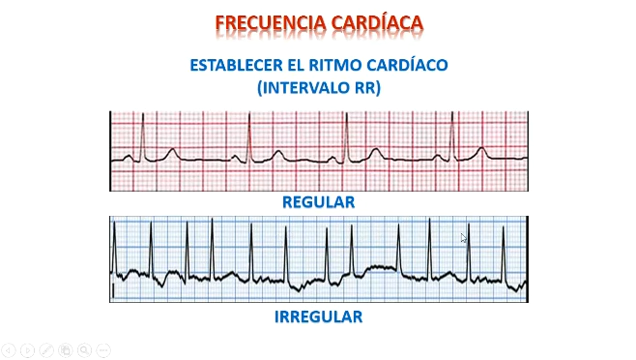 FRECUENCIA CARDÍACA
ESTABLECER EL RITMO CARDÍACO
(INTERVALO RR)
REGULAR
IRREGULAR